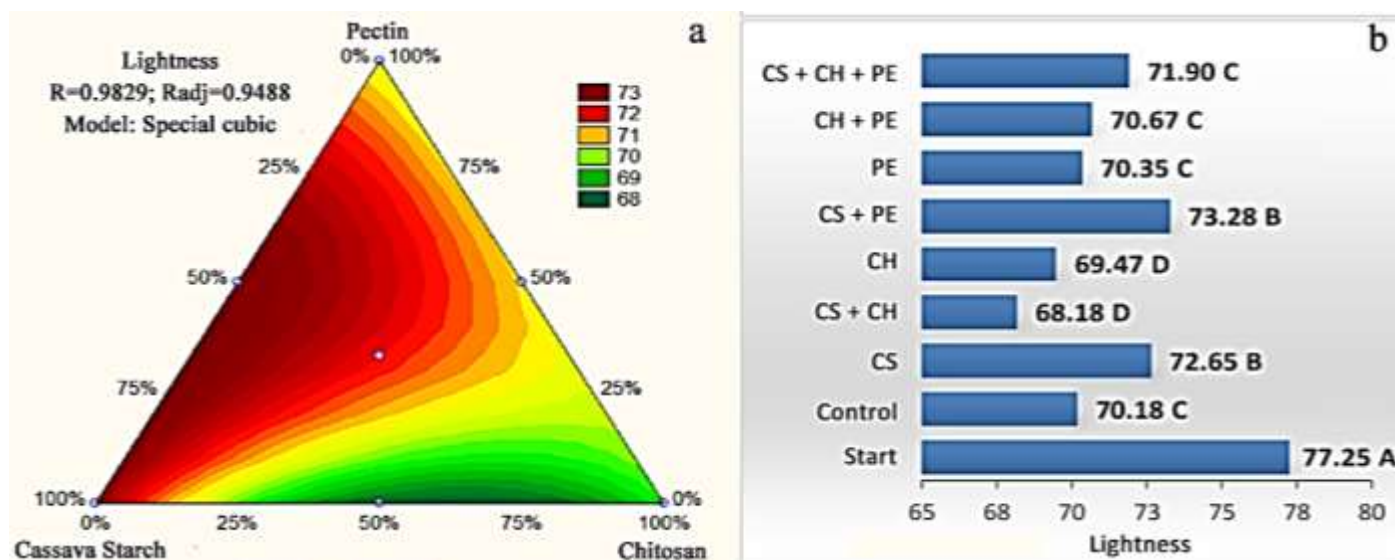 Pectin
a
0% 100%
Lightness
R=0.9829; Radj=0.9488
Model: Special cubic
73
72
71
70
69
68
25%
75%
50%
50%
75%
25%
100%
0%
0%
25%
50%
75%
100%
Cassava Starch
Chitosan
b
CS + CH + PE
71.90 C
CH + PE
70.67 C
PE
70.35 C
CS + PE
73.28 B
CH
69.47 D
CS + CH
68.18 D
CS
72.65 B
Control
70.18 C
Start
77.25 A
65 68 70 73 75 78 80
Lightness